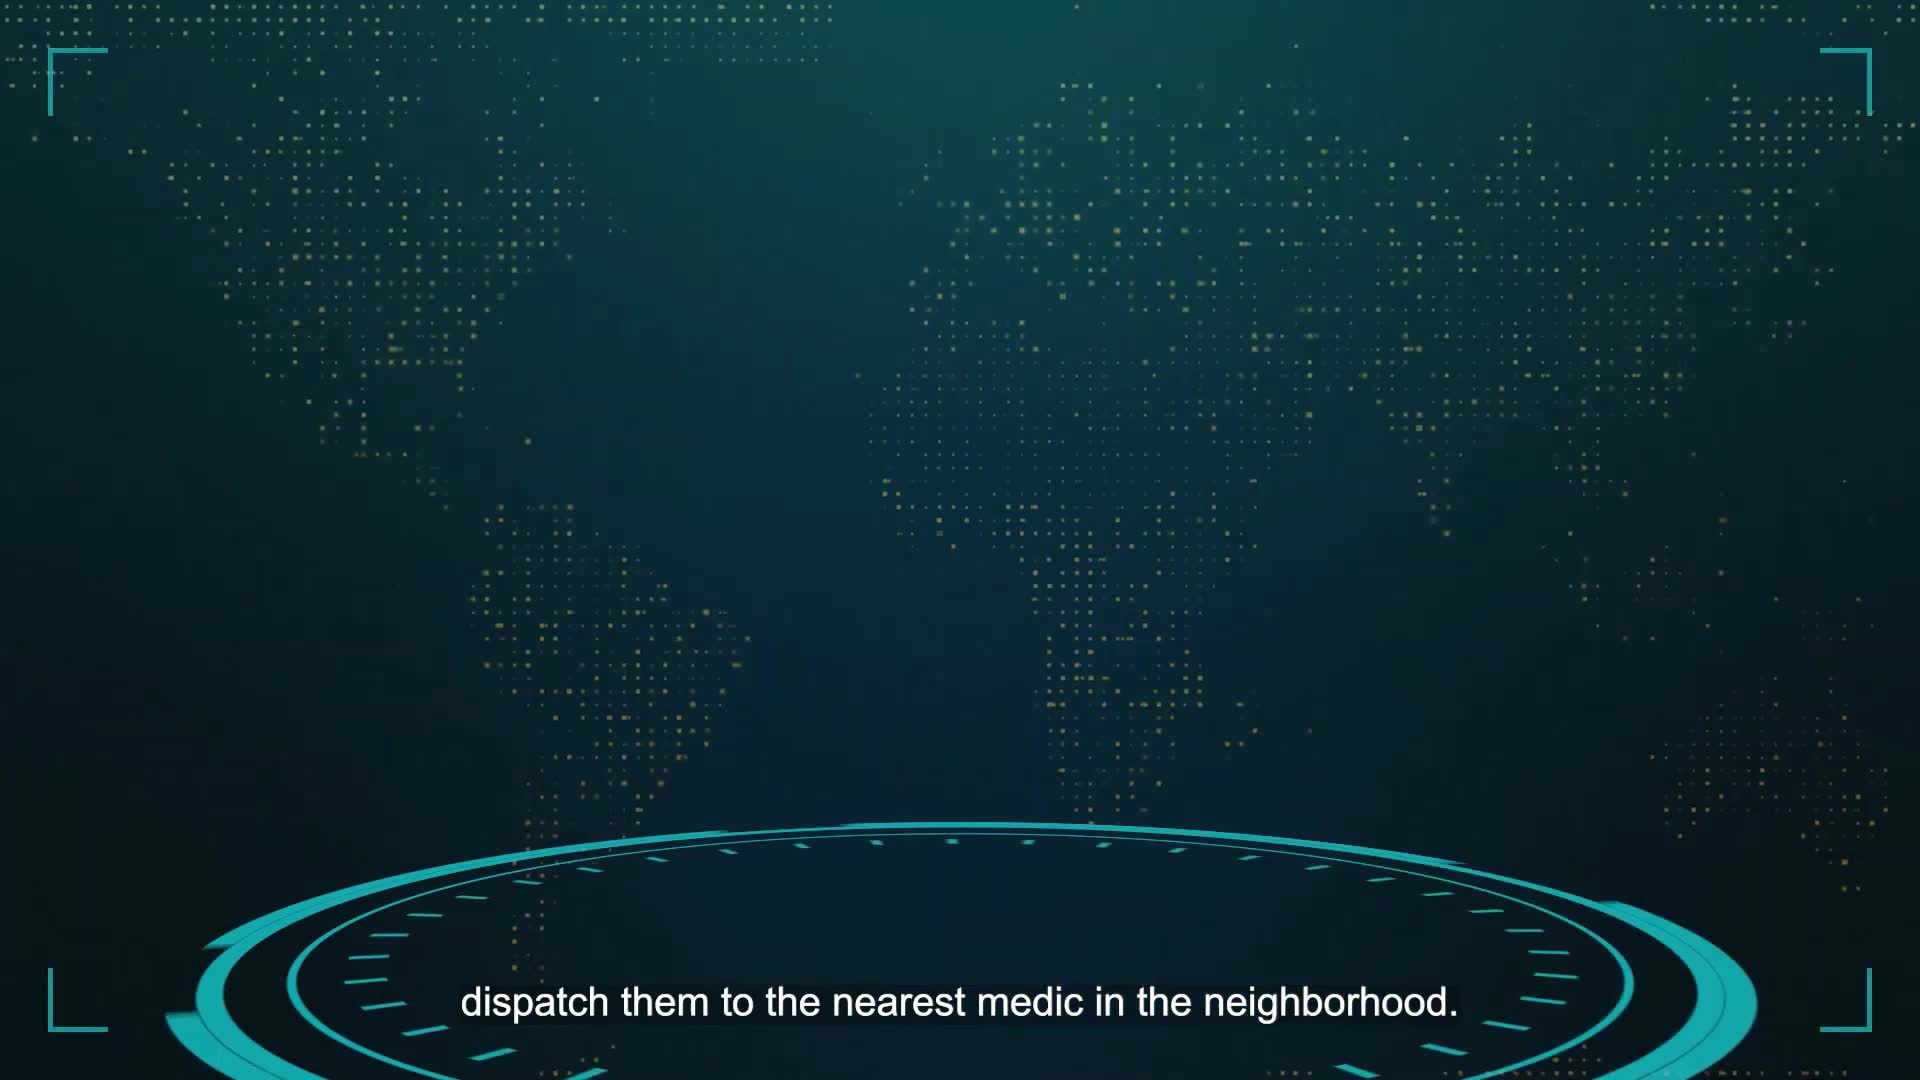 dispatch them to the nearest medic in the neighborhood.